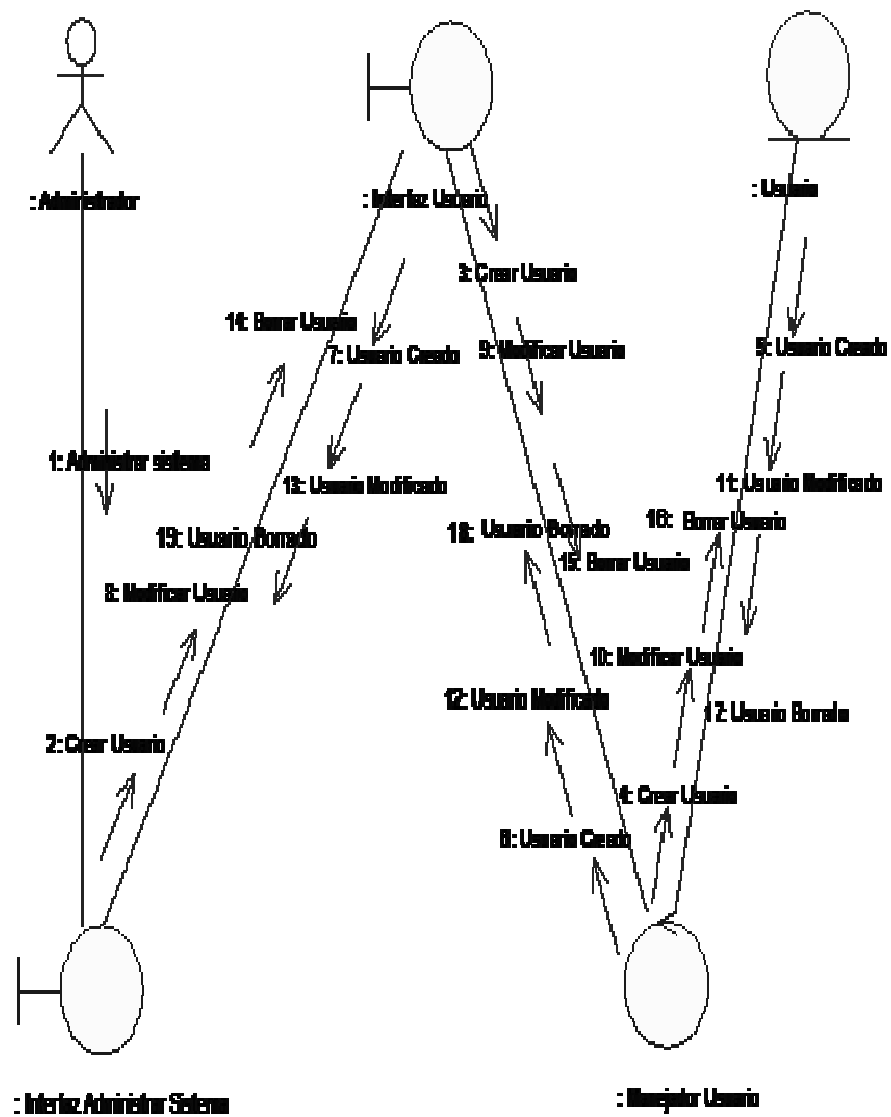 : Administrador
: Interfaz Usuario
: Usuario
3: Crear Usuario
14: Borrar Usuario
7: Usuario Creado
9: Modificar Usuario
5: Usuario Creado
1: Administrar sistema
13: Usuario Modificado
11: Usuario Modificado
16: Borrar Usuario
19: Usuario Borrado
18: Usuario Borrado
15: Borrar Usuario
8: Modificar Usuario
10: Modificar Usuario
12: Usuario Modificado
17: Usuario Borrado
2: Crear Usuario
4: Crear Usuario
6: Usuario Creado
: Interfaz Administrar Sistema
: Manejador Usuario